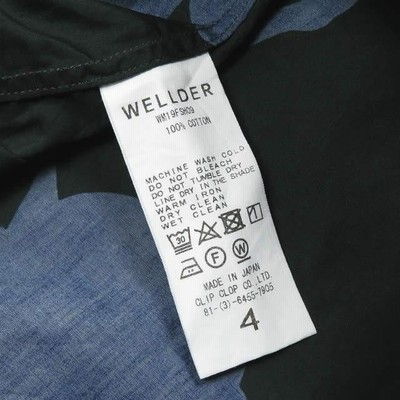 WELLDER
WM19FSH09
100% COTTON
MACHINE WASH COLD
DO NOT BLEACH
DO NOT TUMBLE DRY
LINE DRY IN THE SHADE
WARM IRON
DRY CLEAN
WET CLEAN
30
F W
MADE IN JAPAN
CLIP CLOP CO., LTD.
81-(3)-6455-7905
4